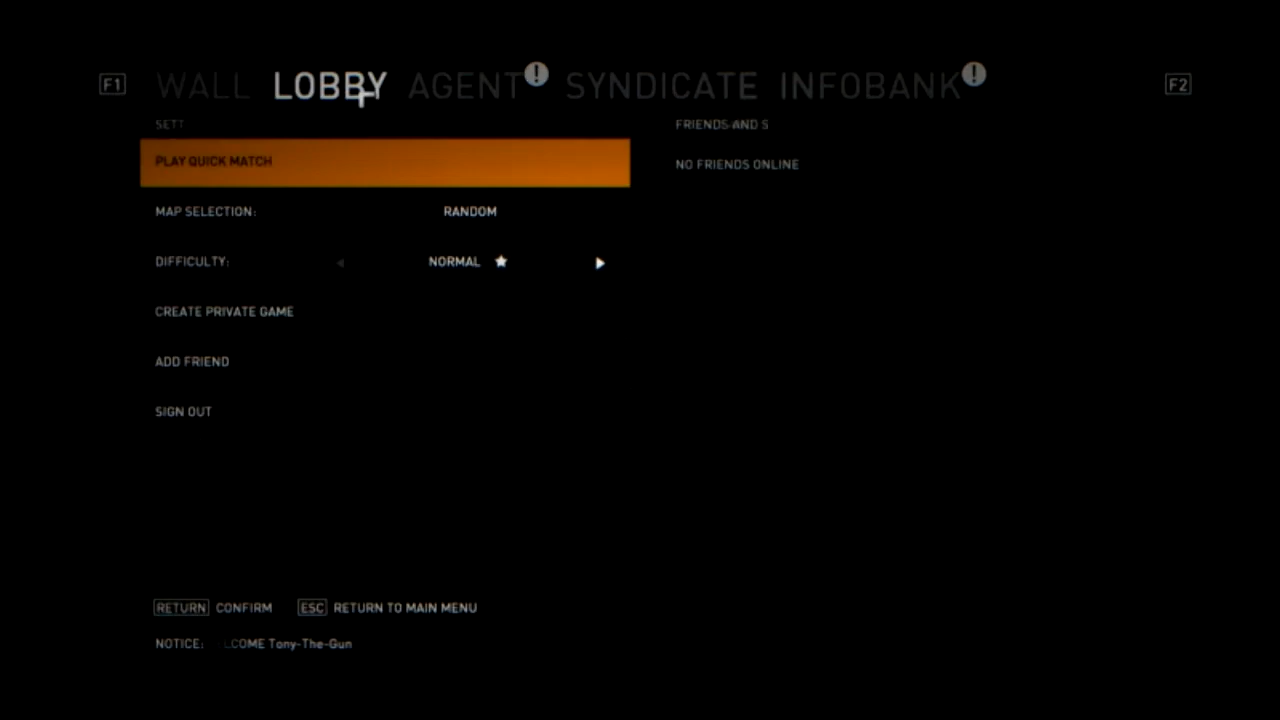 F1 WALL LOBBY AGENT ! SYNDICATE INFOBANK ! F2
SETT
FRIENDS AND S
PLAY QUICK MATCH
NO FRIENDS ONLINE
MAP SELECTION: RANDOM
DIFFICULTY: NORMAL
CREATE PRIVATE GAME
ADD FRIEND
SIGN OUT
RETURN CONFIRM ESC RETURN TO MAIN MENU
NOTICE: LCOME Tony-The-Gun